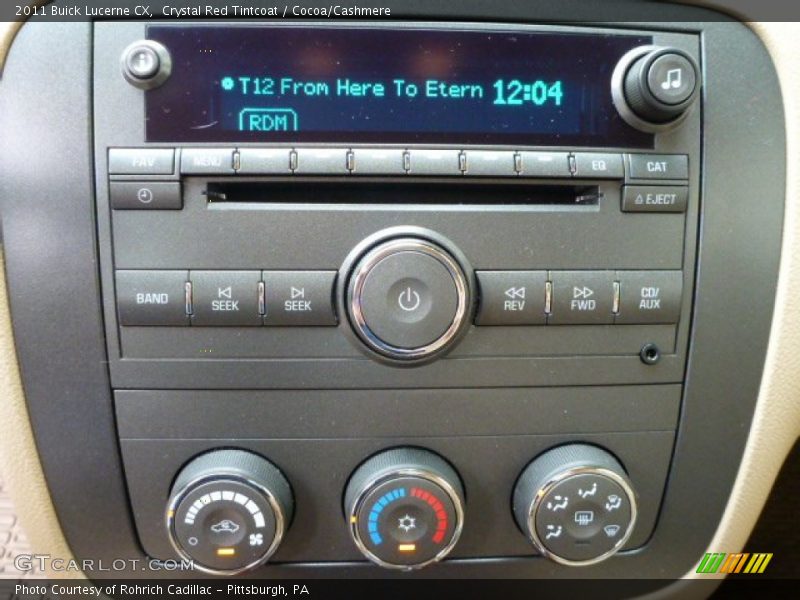 2011 Buick Lucerne CX, Crystal Red Tintcoat / Cocoa/Cashmere
T12 From Here To Etern 12:04
RDM
FAV MENU EQ CAT
EJECT
BAND SEEK SEEK REV FWD CD/AUX
GTCARLOT.COM
Photo Courtesy of Rohrich Cadillac - Pittsburgh, PA